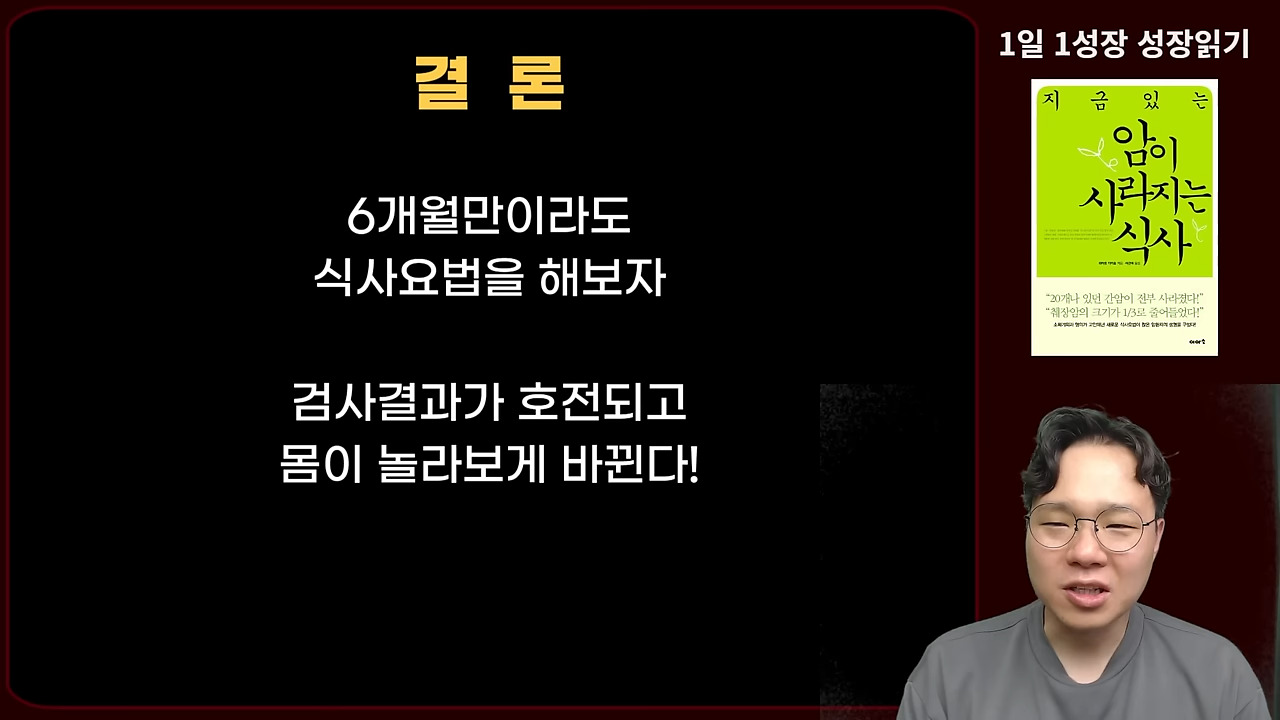 결 론
6개월만이라도
식사요법을 해보자
검사결과가 호전되고
몸이 놀라보게 바뀐다!
1일 1성장 성장읽기
지금 있는
암이
사라지는
식사
“20개나 있던 간암이 전부 사라졌다!”
“췌장암의 크기가 1/3로 줄어들었다!”